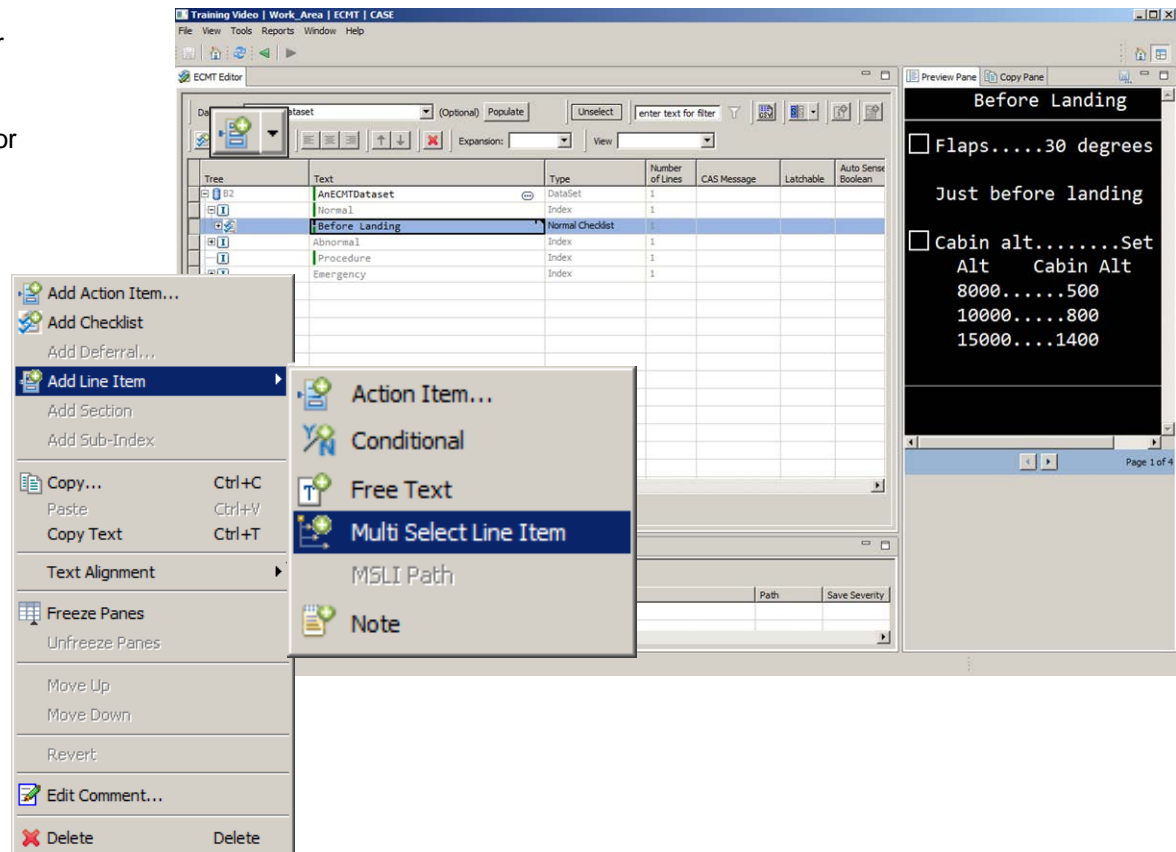 r
or
Training Video | Work_Area | ECMT | CASE
File View Tools Reports Window Help
ECMT Editor
Da taset (Optional) Populate Unselect enter text for filter CSV
Expansion: View
Tree Text Type Number of Lines CAS Message Latchable Auto Sense Boolean
B2 AnECMTDataset DataSet 1
Normal Index 1
Before Landing Normal Checklist 1
Abnormal Index 1
Procedure Index 1
Emergency Index 1
Path Save Severity
Preview Pane Copy Pane
Before Landing
Flaps.....30 degrees
Just before landing
Cabin alt........Set
Alt Cabin Alt
8000......500
10000.....800
15000....1400
Page 1 of 4
Add Action Item...
Add Checklist
Add Deferral...
Add Line Item
Add Section
Add Sub-Index
Copy... Ctrl+C
Paste Ctrl+V
Copy Text Ctrl+T
Text Alignment
Freeze Panes
Unfreeze Panes
Move Up
Move Down
Revert
Edit Comment...
Delete Delete
Action Item...
Conditional
Free Text
Multi Select Line Item
MSLI Path
Note